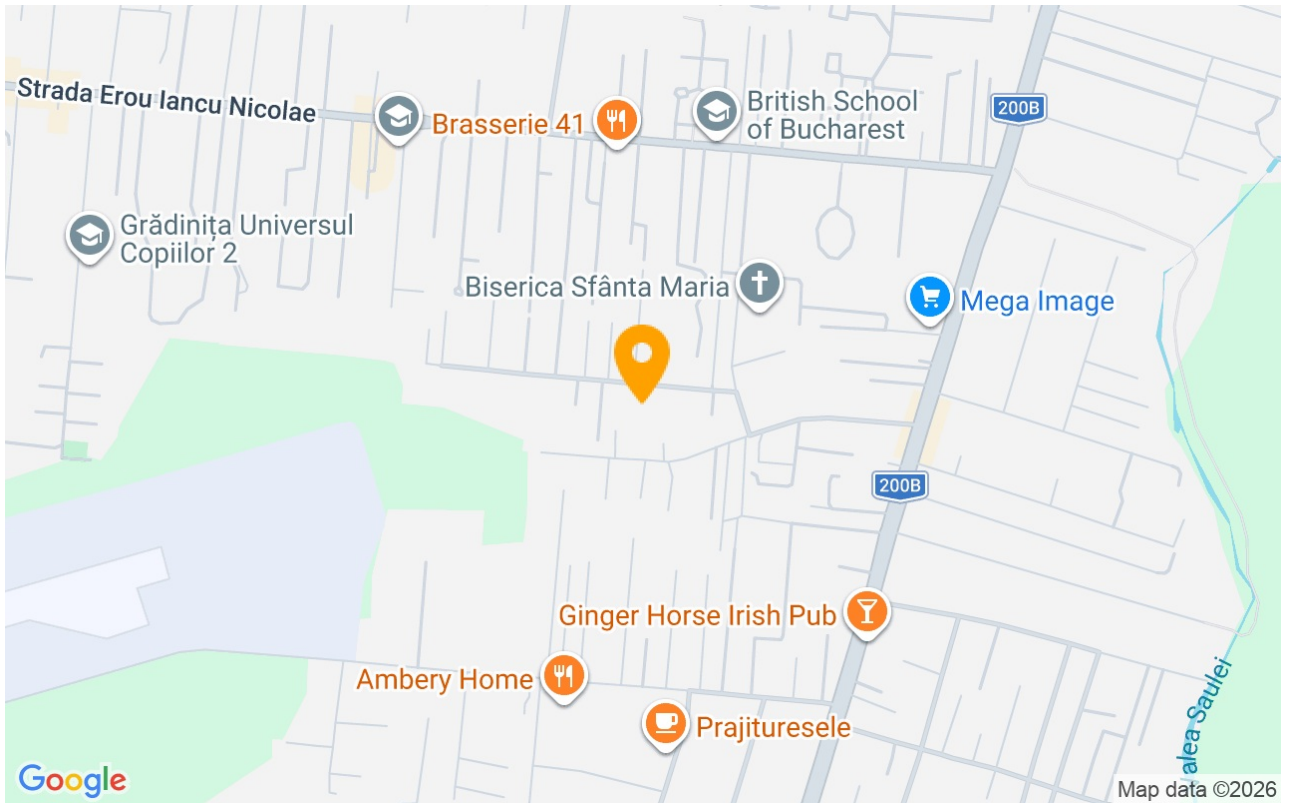 Strada Erou Iancu Nicolae
Brasserie 41
British School
of Bucharest
200B
Grădinița Universul
Copiilor 2
Biserica Sfânta Maria
Mega Image
200B
Ginger Horse Irish Pub
Ambery Home
Prajituresele
alea Saulei
Google
Map data ©2026